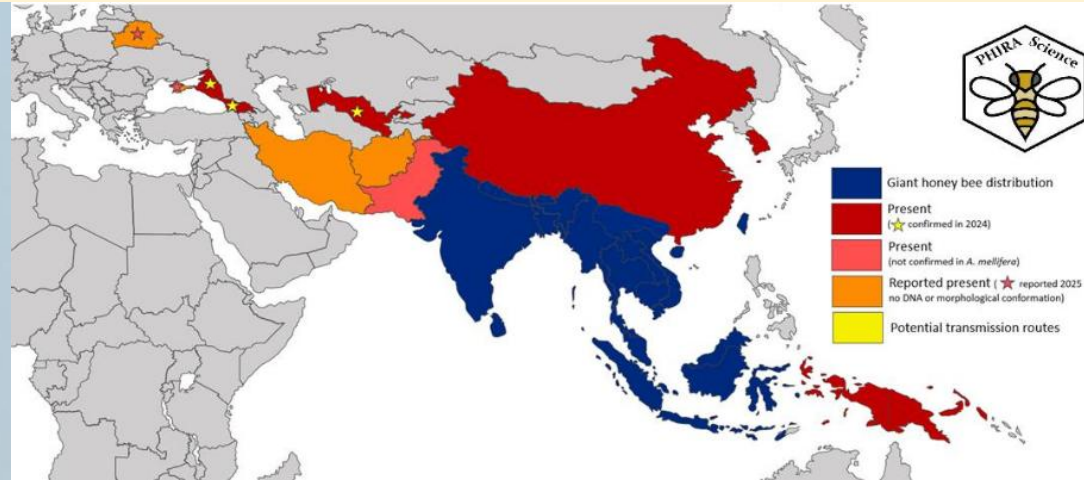 PHIRA Science
Giant honey bee distribution
Present
(☆ confirmed in 2024)
Present
(not confirmed in A. mellifera)
Reported present ( ☆ reported 2025
no DNA or morphological conformation)
Potential transmission routes